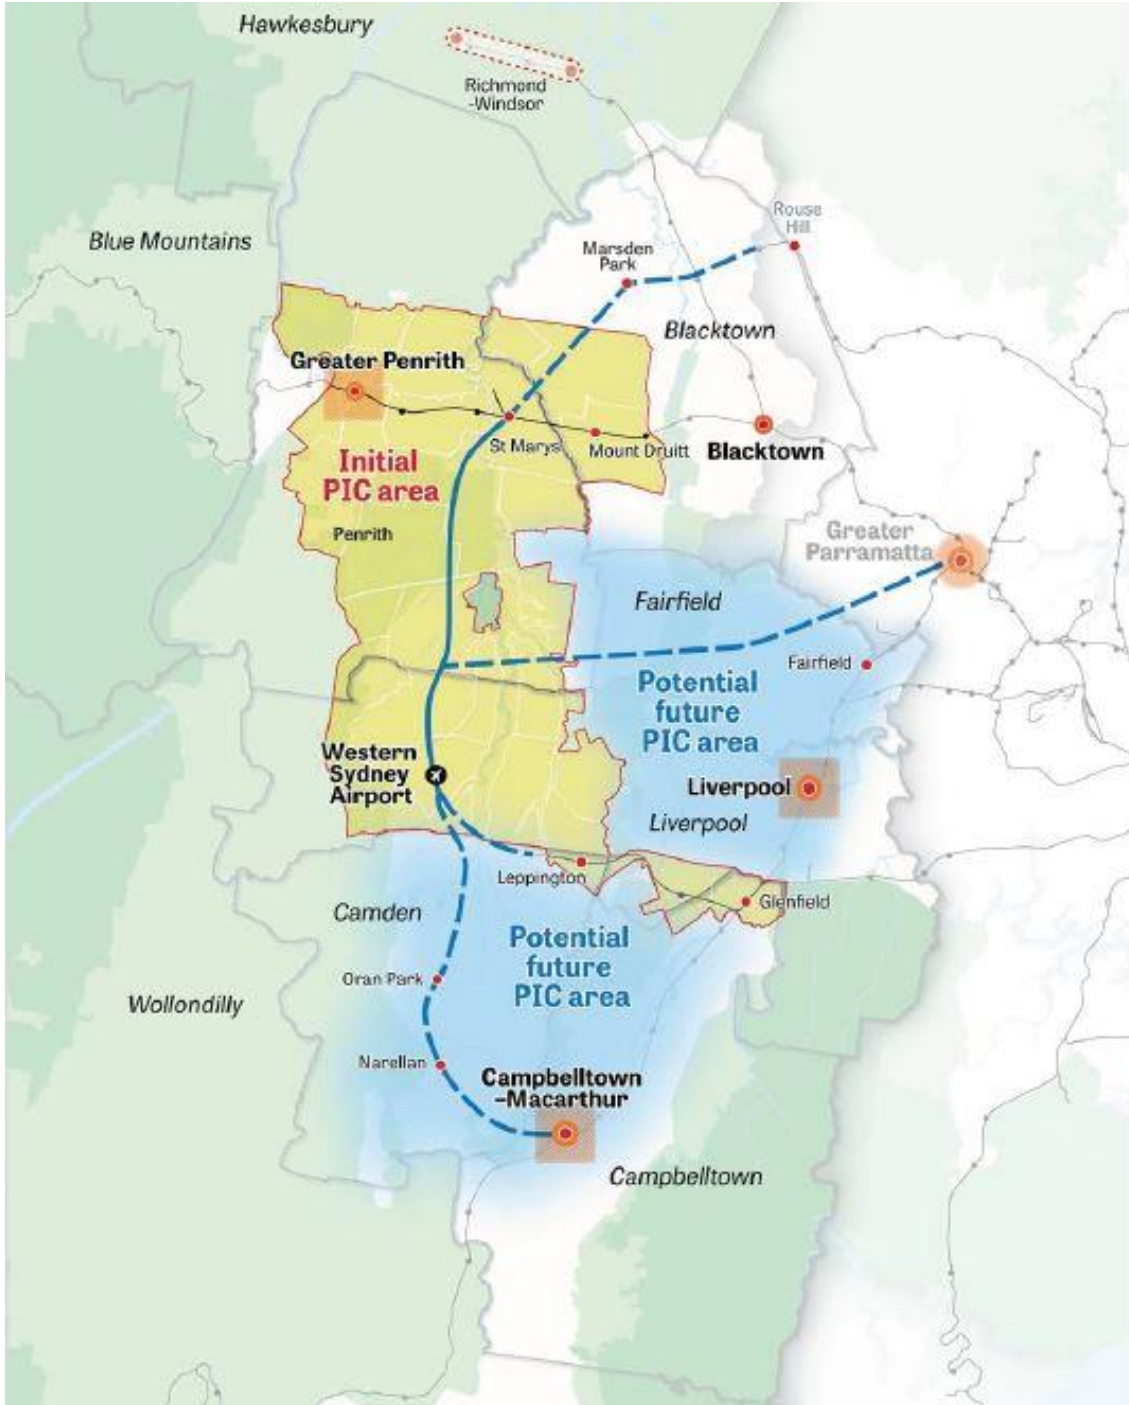 Hawkesbury
Richmond
-Windsor
Rouse
Hill
Blue Mountains
Marsden
Park
Blacktown
Greater Penrith
St Marys
Mount Druitt
Blacktown
Initial
PIC area
Penrith
Greater
Parramatta
Fairfield
Fairfield
Potential
future
PIC area
Western
Sydney
Airport
Liverpool
Liverpool
Leppington
Glenfield
Camden
Potential
future
PIC area
Oran Park
Wollondilly
Narellan
Campbelltown
–Macarthur
Campbelltown